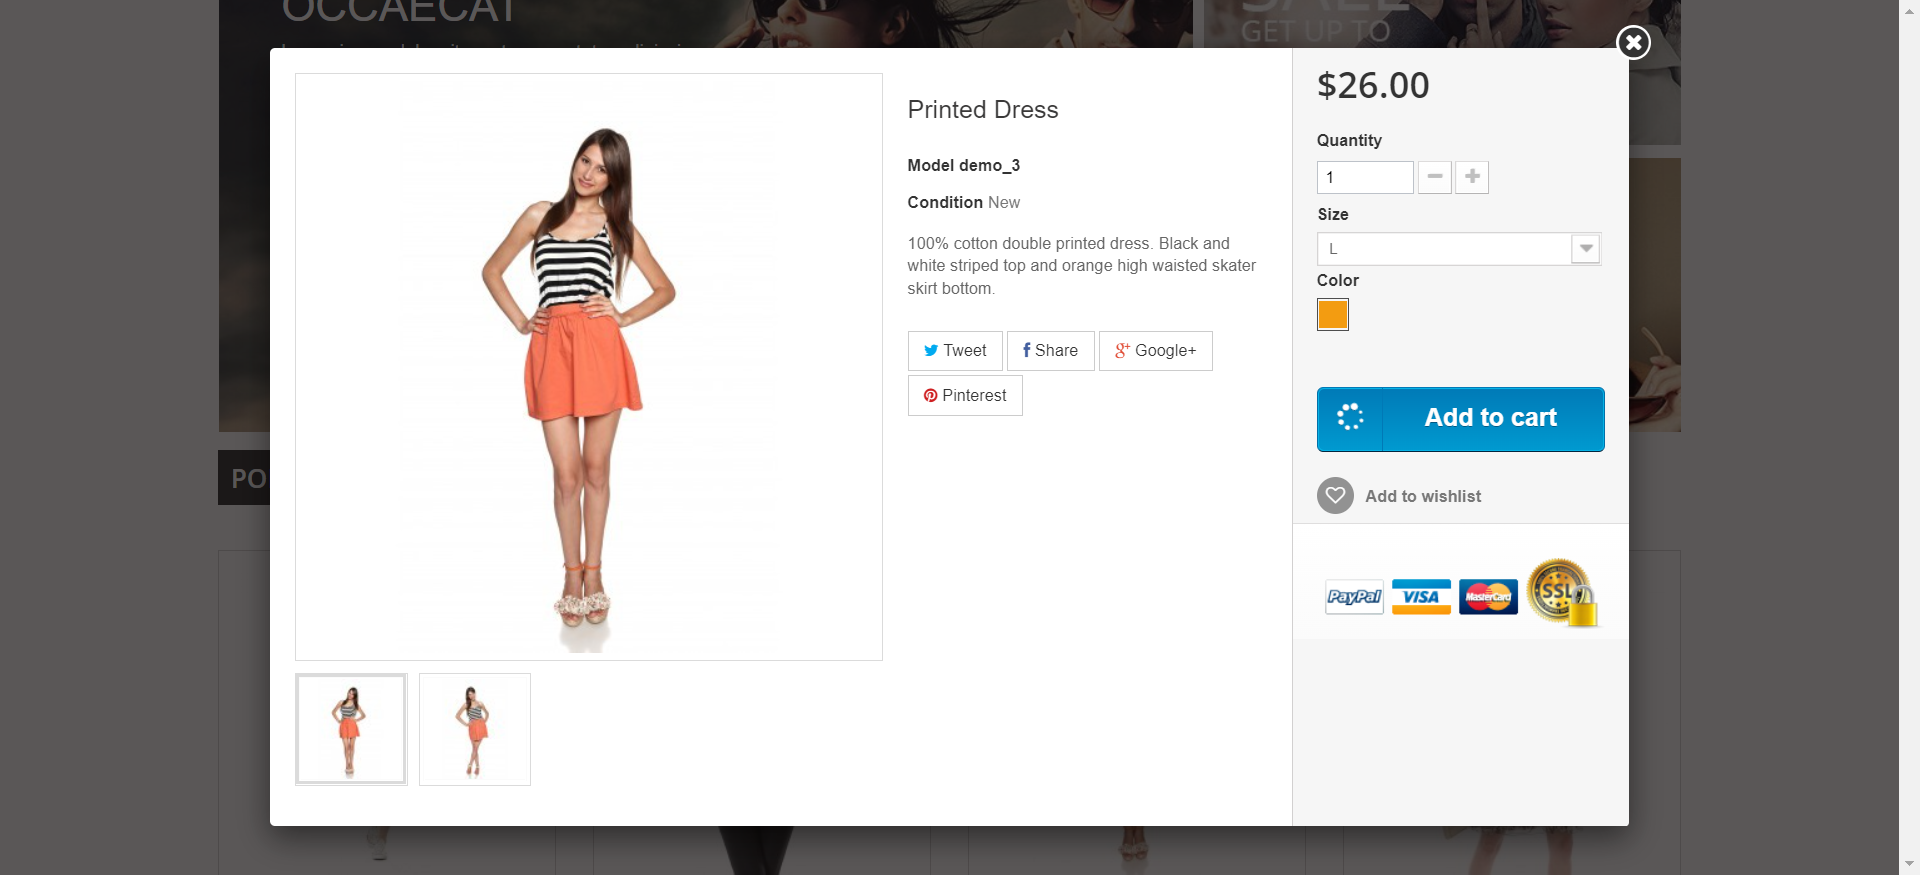 OCCAECAT
SALE
GET UP TO
$26.00
Printed Dress
Quantity
1
Model demo_3
Condition New
Size
L
100% cotton double printed dress. Black and
white striped top and orange high waisted skater
skirt bottom.
Color
Tweet
Share
Google+
Pinterest
Add to cart
PO
Add to wishlist
PayPal
VISA
MasterCard
SSL